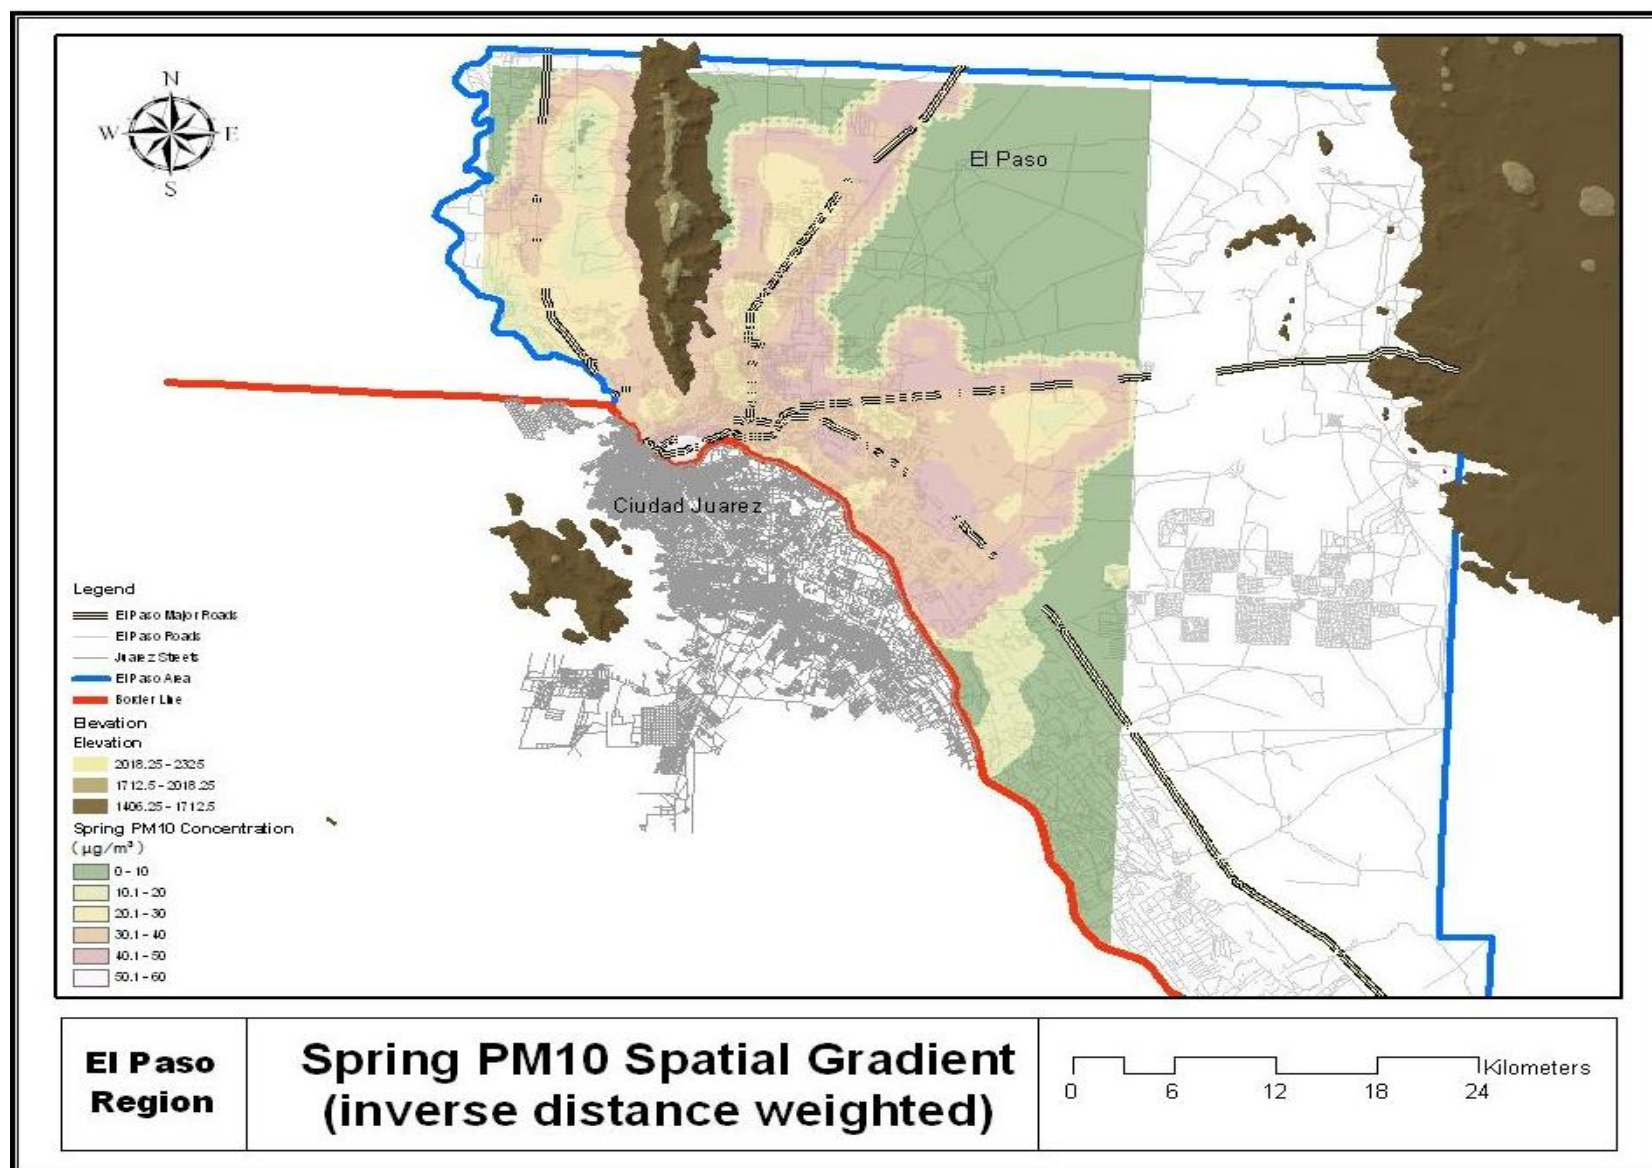 N
W E
S
El Paso
Ciudad Juarez
Legend
El Paso Major Roads
El Paso Roads
Juarez Streets
El Paso Area
Border Line
Elevation
Elevation
2018.25 - 2325
1712.5 - 2018.25
1406.25 - 1712.5
Spring PM10 Concentration
( µg/m³ )
0 - 10
10.1 - 20
20.1 - 30
30.1 - 40
40.1 - 50
50.1 - 60
El Paso
Region
Spring PM10 Spatial Gradient
(inverse distance weighted)
Kilometers
0 6 12 18 24